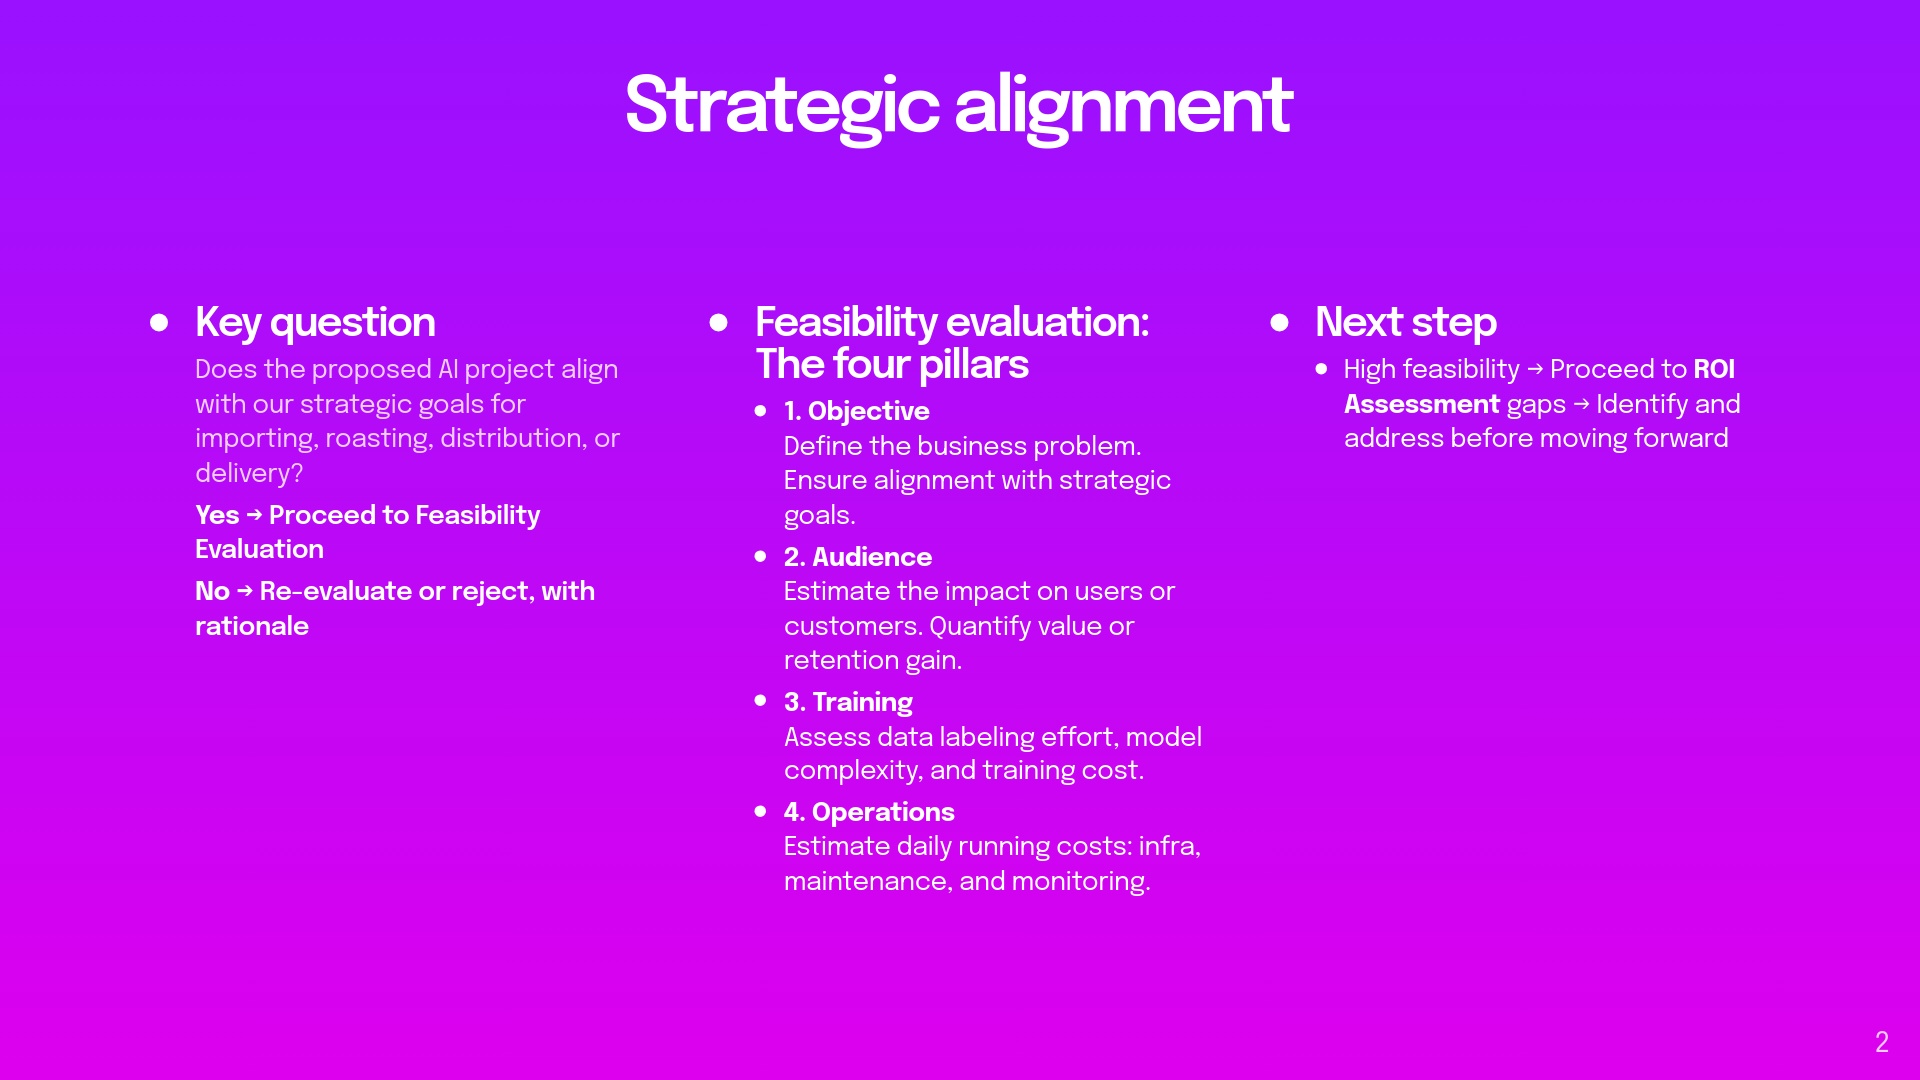 Strategic alignment
• Key question
Does the proposed AI project align
with our strategic goals for
importing, roasting, distribution, or
delivery?
Yes → Proceed to Feasibility
Evaluation
No → Re-evaluate or reject, with
rationale
• Feasibility evaluation:
The four pillars
• 1. Objective
Define the business problem.
Ensure alignment with strategic
goals.
• 2. Audience
Estimate the impact on users or
customers. Quantify value or
retention gain.
• 3. Training
Assess data labeling effort, model
complexity, and training cost.
• 4. Operations
Estimate daily running costs: infra,
maintenance, and monitoring.
• Next step
• High feasibility → Proceed to ROI
Assessment gaps → Identify and
address before moving forward
2